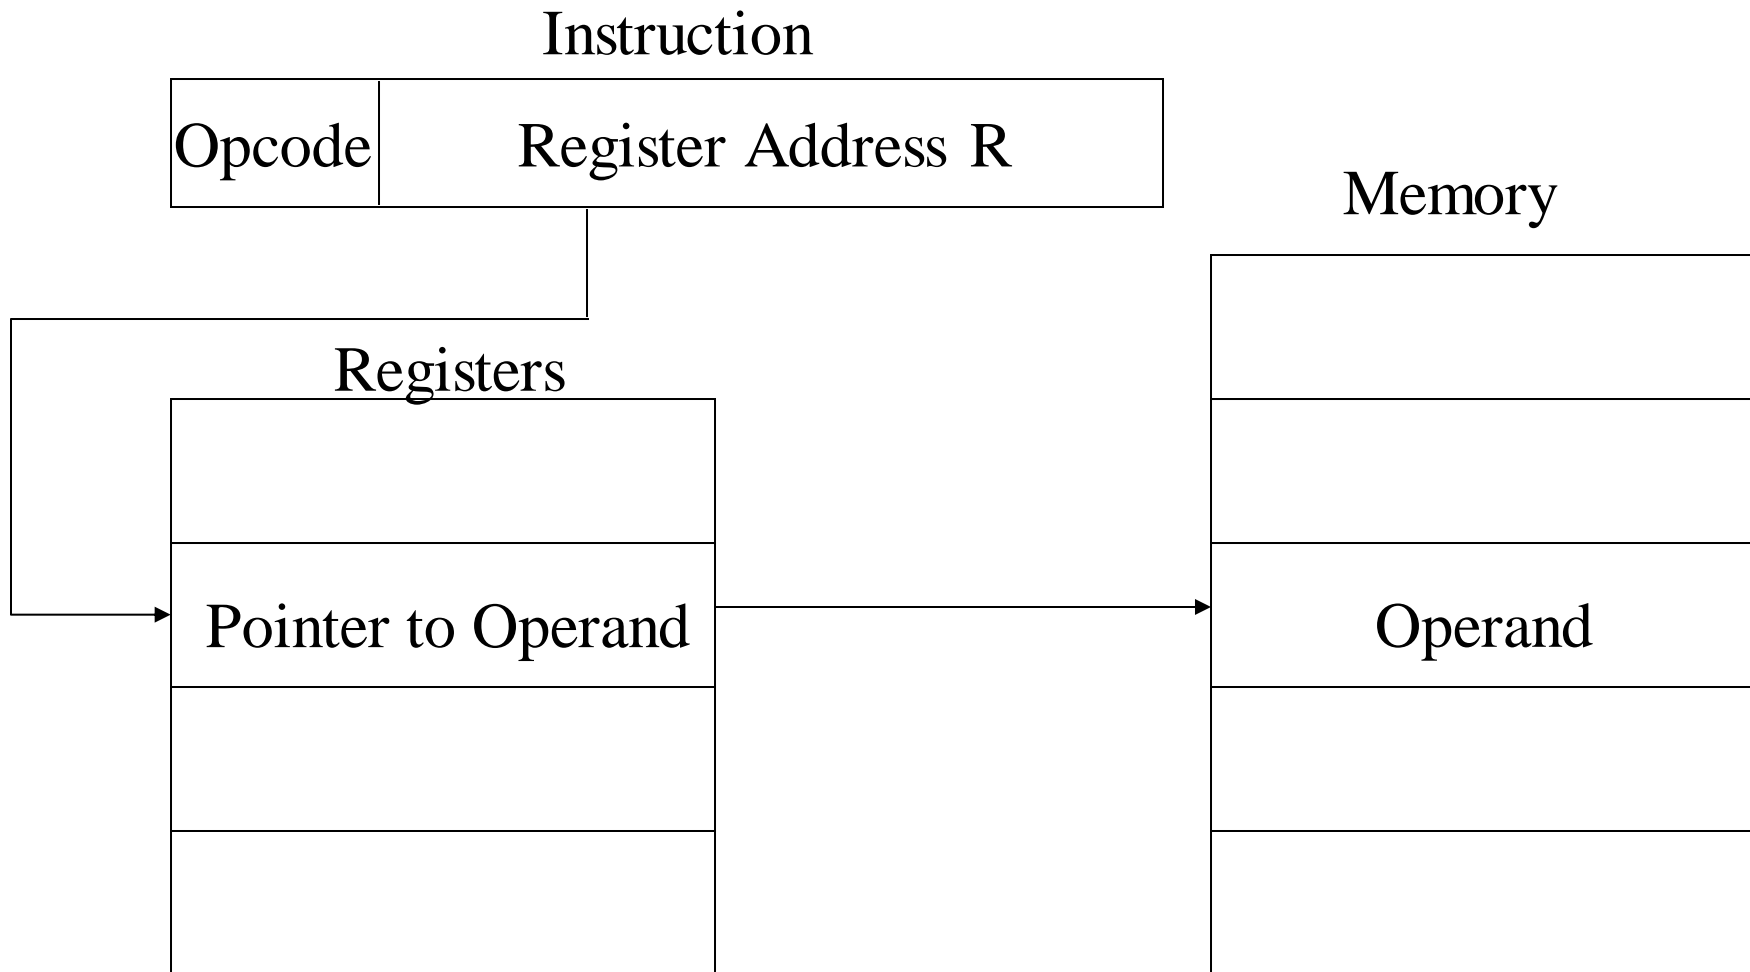 Instruction
Opcode
Register Address R
Memory
Registers
Pointer to Operand
Operand